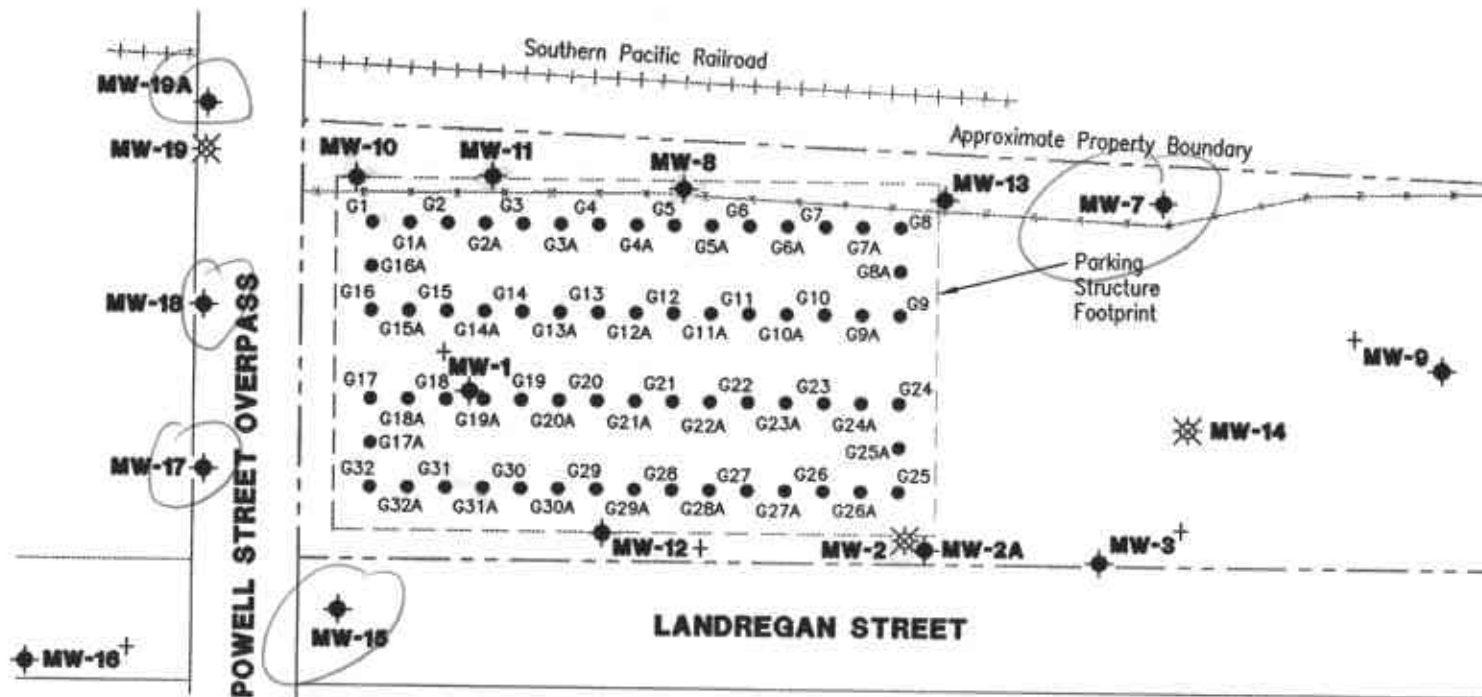 Southern Pacific Railroad
MW-19A
MW-19
Approximate Property Boundary
MW-10
MW-11
MW-8
MW-13
MW-7
G1 G2 G3 G4 G5 G6 G7 G8
G1A G2A G3A G4A G5A G6A G7A
G16A
G8A
Parking
Structure
Footprint
MW-18
G16 G15 G14 G13 G12 G11 G10 G9
G15A G14A G13A G12A G11A G10A G9A
+MW-1
+MW-9
G17 G18 G19 G20 G21 G22 G23 G24
G18A G19A G20A G21A G22A G23A G24A
MW-14
G17A
G25A
MW-17
G32 G31 G30 G29 G28 G27 G26 G25
G32A G31A G30A G29A G28A G27A G26A
MW-12+
MW-2
MW-2A
MW-3+
POWELL STREET OVERPASS
MW-15
LANDREGAN STREET
MW-16+